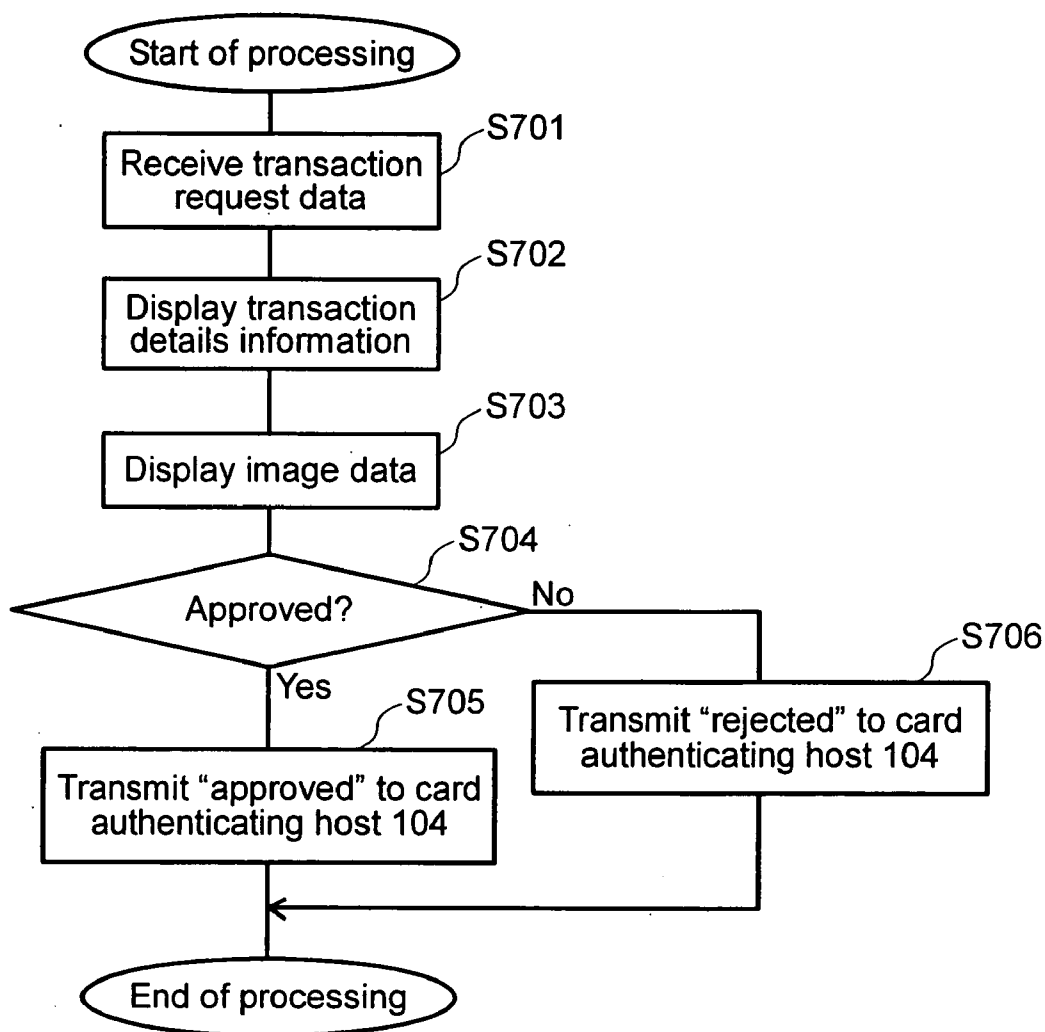 Start of processing
S701
Receive transaction
request data
S702
Display transaction
details information
S703
Display image data
S704
Approved?
No
Yes
S705
Transmit “approved” to card
authenticating host 104
S706
Transmit “rejected” to card
authenticating host 104
End of processing